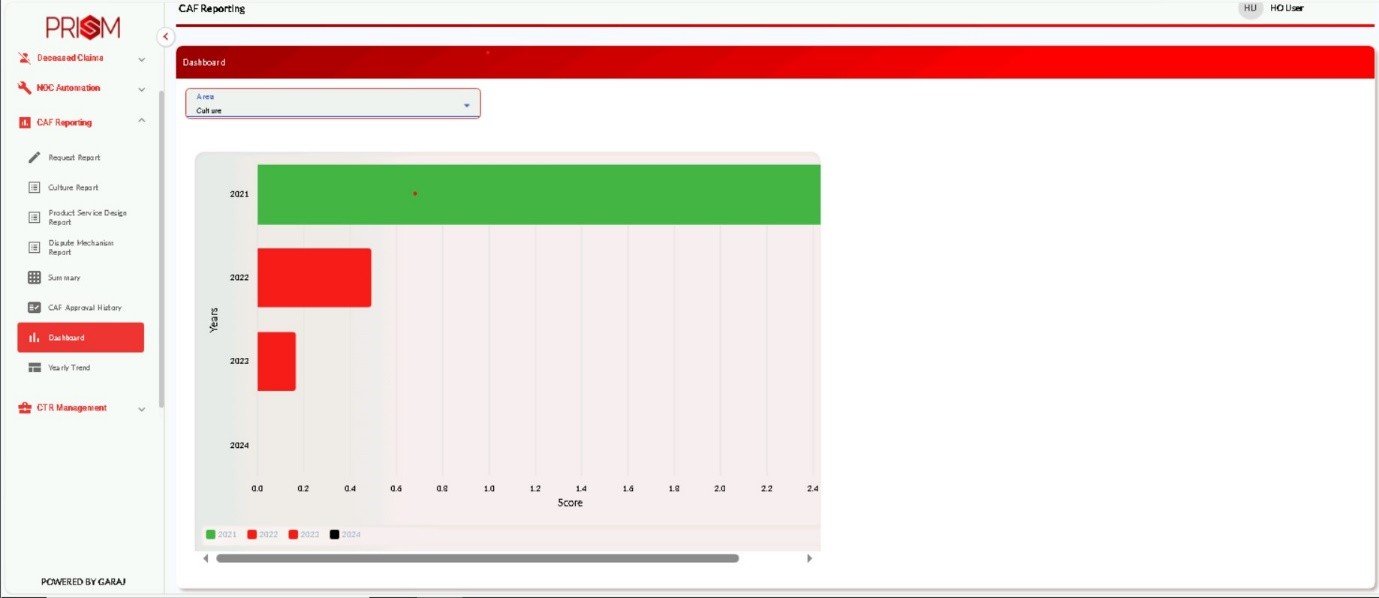 CAF Reporting
HU
HO User
PRISM
Deceased Claims
NOC Automation
CAF Reporting
Request Report
Culture Report
Product Service Design
Report
Dispute Mechanism
Report
Summary
CAF Approval History
Dashboard
Yearly Trend
CTR Management
POWERED BY GARAJ
Dashboard
Area
Culture
Years
2021
2022
2023
2024
0.0 0.2 0.4 0.6 0.8 1.0 1.2 1.4 1.6 1.8 2.0 2.2 2.4
Score
2021 2022 2023 2024